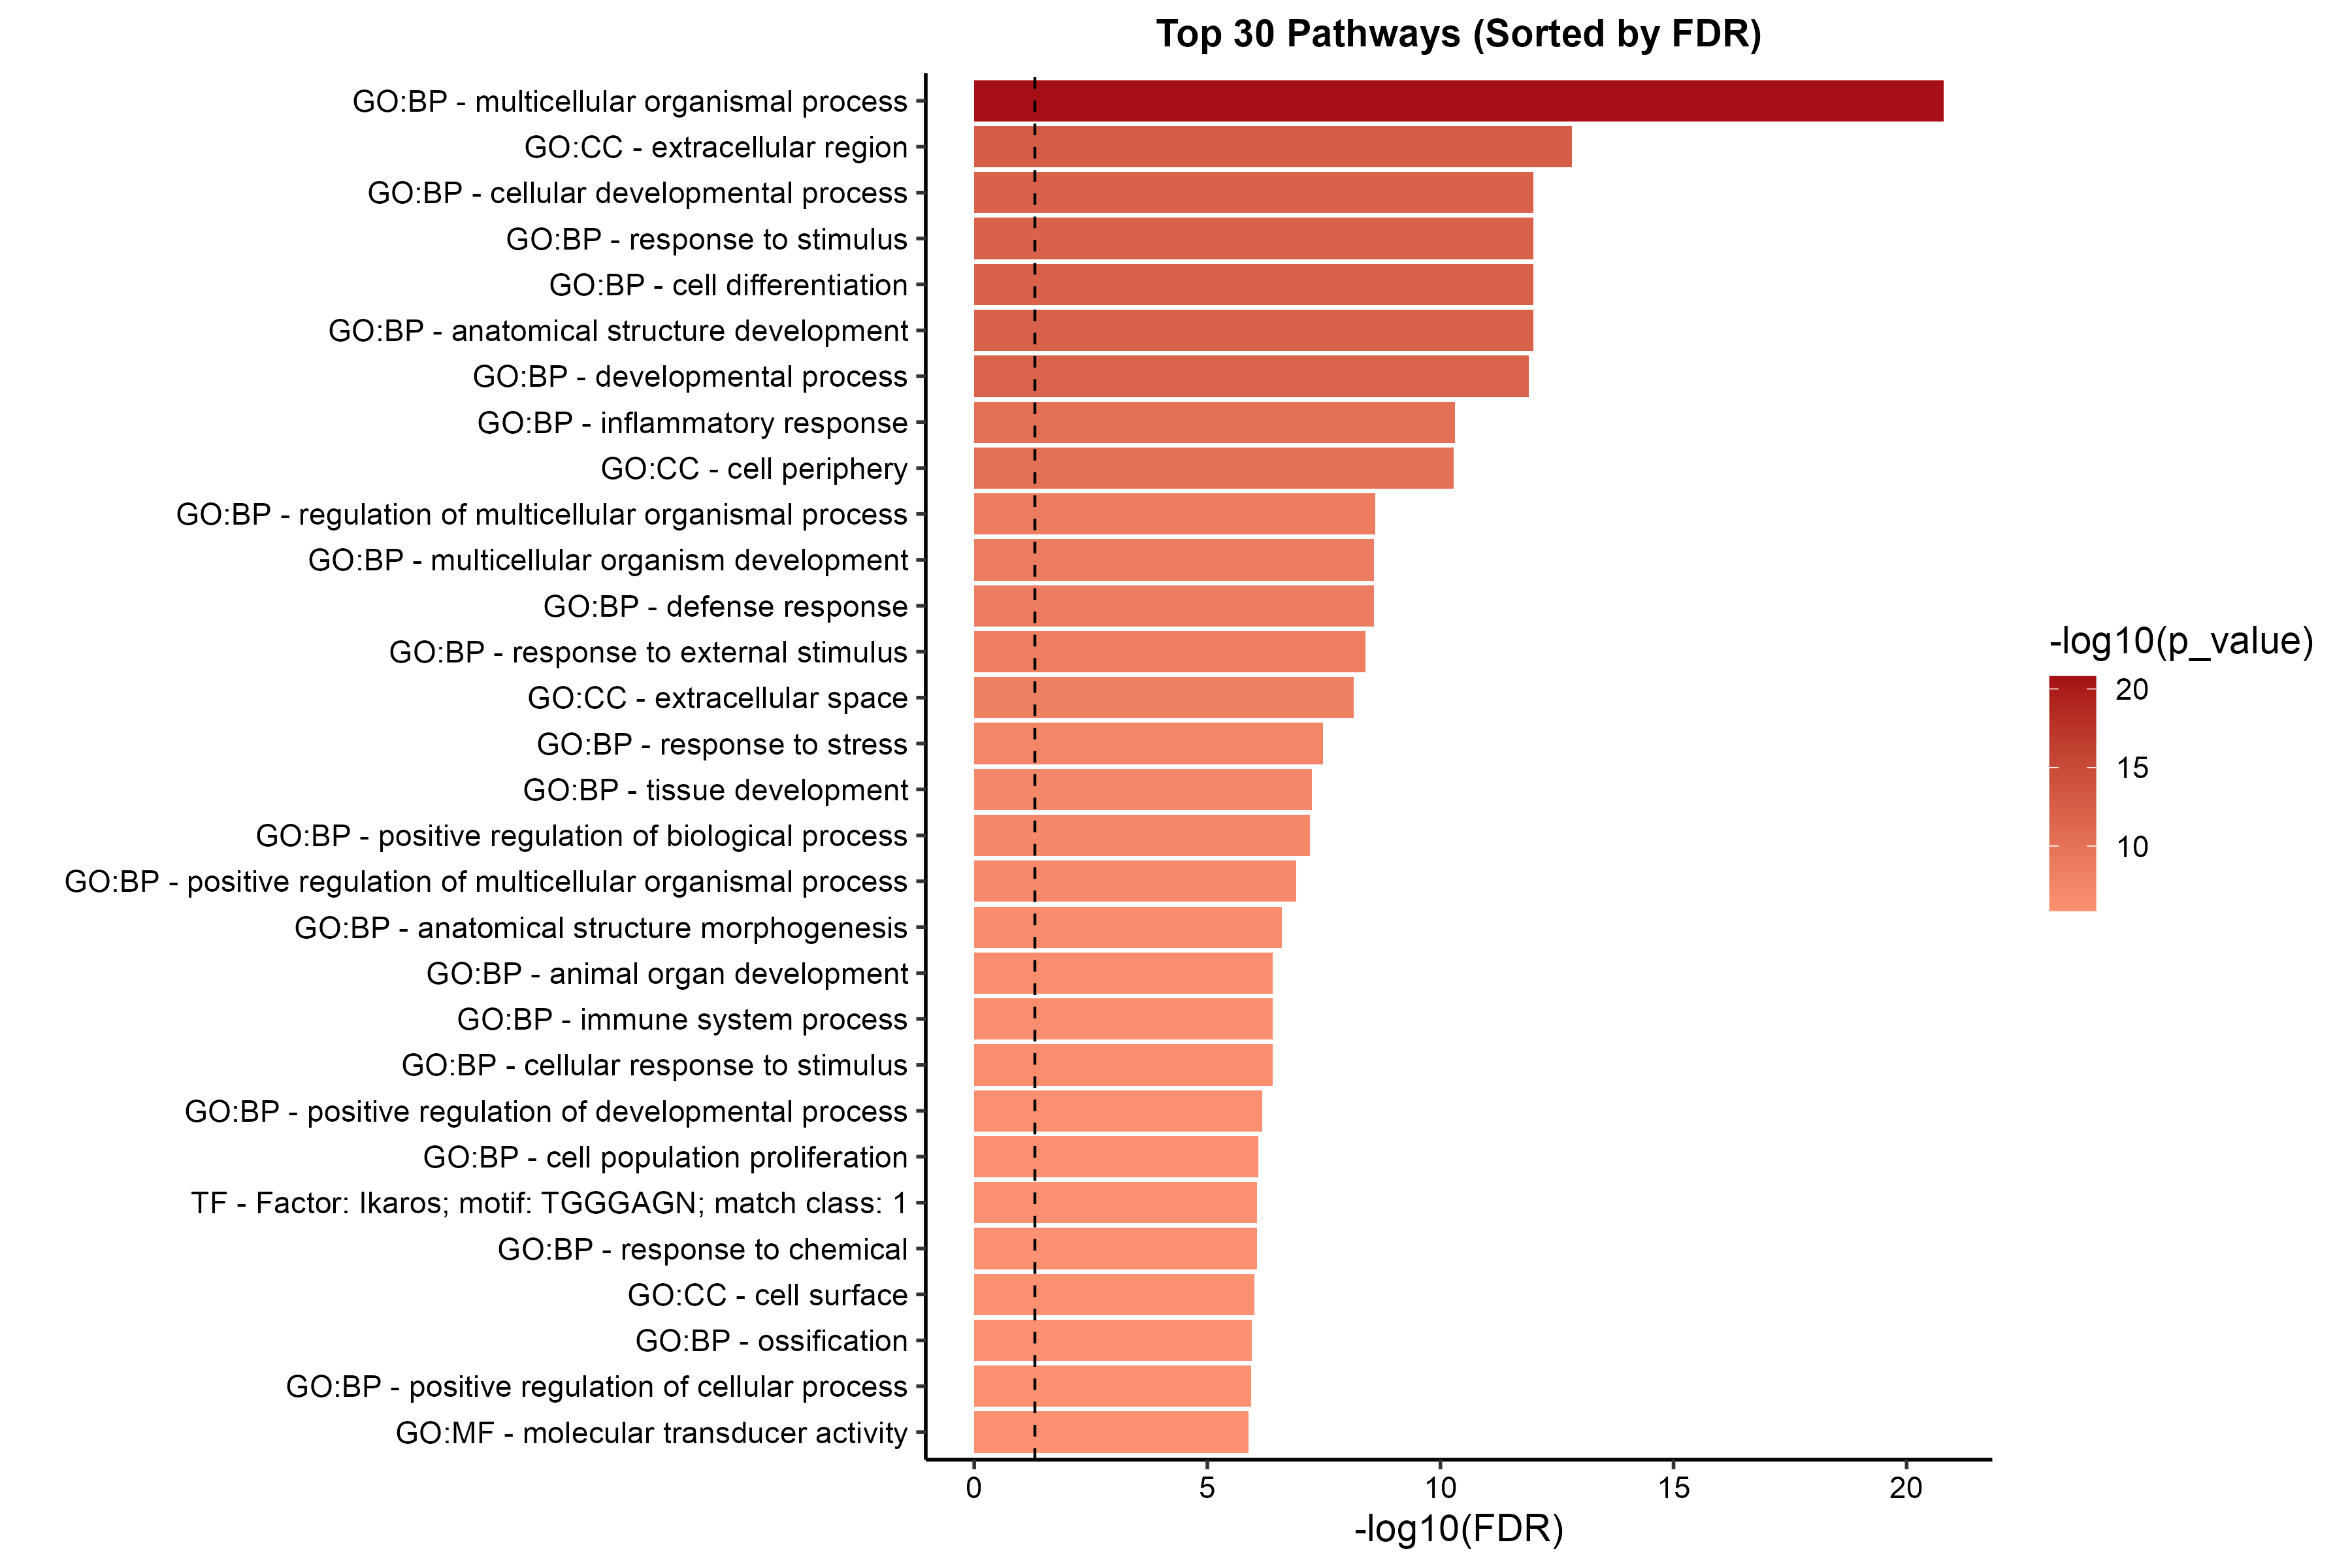 Top 30 Pathways (Sorted by FDR)
GO:BP - multicellular organismal process
GO:CC - extracellular region
GO:BP - cellular developmental process
GO:BP - response to stimulus
GO:BP - cell differentiation
GO:BP - anatomical structure development
GO:BP - developmental process
GO:BP - inflammatory response
GO:CC - cell periphery
GO:BP - regulation of multicellular organismal process
GO:BP - multicellular organism development
GO:BP - defense response
GO:BP - response to external stimulus
GO:CC - extracellular space
GO:BP - response to stress
GO:BP - tissue development
GO:BP - positive regulation of biological process
GO:BP - positive regulation of multicellular organismal process
GO:BP - anatomical structure morphogenesis
GO:BP - animal organ development
GO:BP - immune system process
GO:BP - cellular response to stimulus
GO:BP - positive regulation of developmental process
GO:BP - cell population proliferation
TF - Factor: Ikaros; motif: TGGGAGN; match class: 1
GO:BP - response to chemical
GO:CC - cell surface
GO:BP - ossification
GO:BP - positive regulation of cellular process
GO:MF - molecular transducer activity
0 5 10 15 20
-log10(FDR)
-log10(p_value)
20
15
10